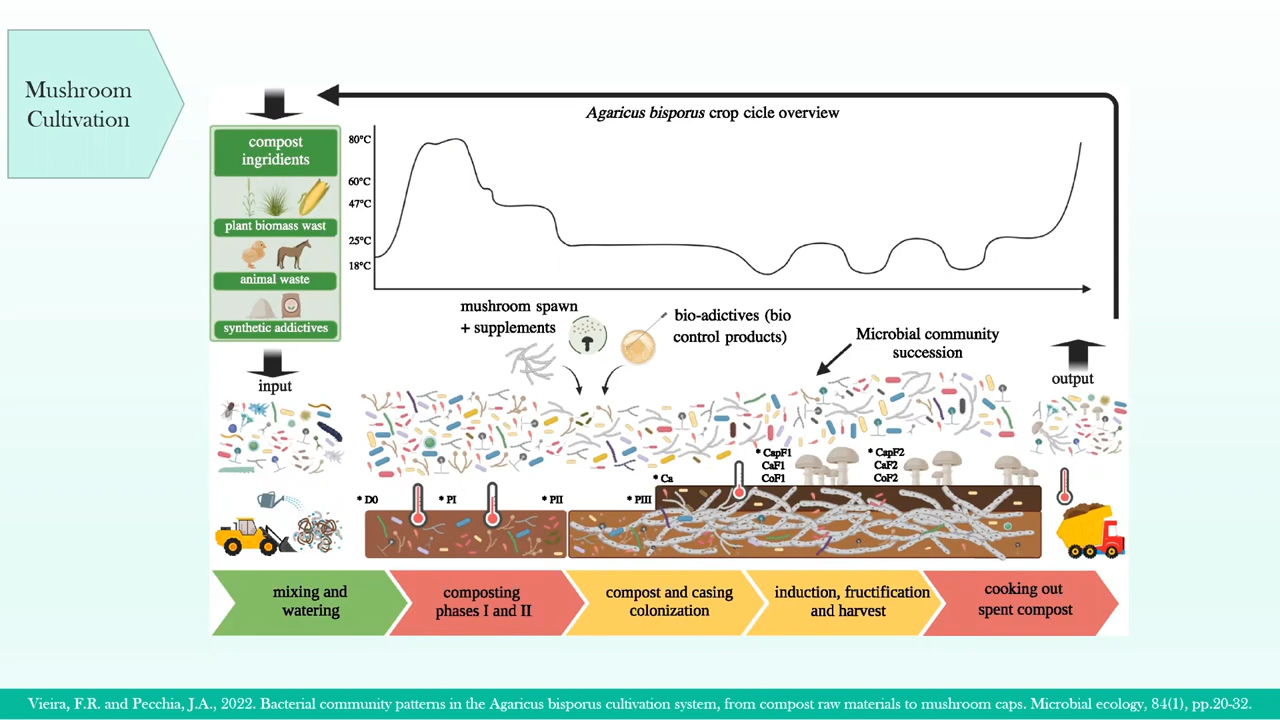 Mushroom
Cultivation
Agaricus bisporus crop cicle overview
compost
ingridients
plant biomass wast
animal waste
synthetic addictives
80°C
60°C
47°C
25°C
18°C
mushroom spawn
+ supplements
bio-adictives (bio
control products)
Microbial community
succession
input
output
* D0
* PI
* PII
* PIII
* Ca
* CapF1
CaF1
CoF1
* CapF2
CaF2
CoF2
mixing and
watering
composting
phases I and II
compost and casing
colonization
induction, fructification
and harvest
cooking out
spent compost
Vieira, F.R. and Pecchia, J.A., 2022. Bacterial community patterns in the Agaricus bisporus cultivation system, from compost raw materials to mushroom caps. Microbial ecology, 84(1), pp.20-32.